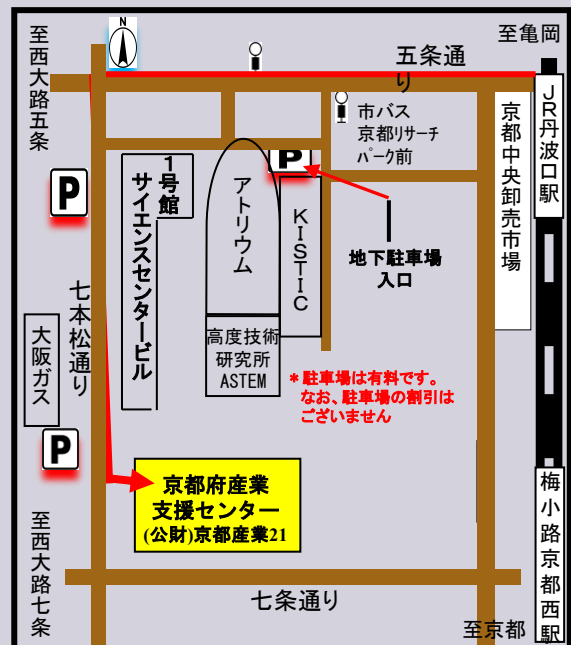 至西大路五条
N
至亀岡
五条通
り
市バス
京都リサーチ
パーク前
JR丹波口駅
京都中央卸売市場
P
P
1号館
サイエンスセンタービル
アトリウム
KISTIC
地下駐車場
入口
七本松通り
大阪ガス
高度技術
研究所
ASTEM
*駐車場は有料です。
なお、駐車場の割引は
ございません
P
京都府産業
支援センター
(公財)京都産業21
至西大路七条
七条通り
梅小路京都西駅
至京都